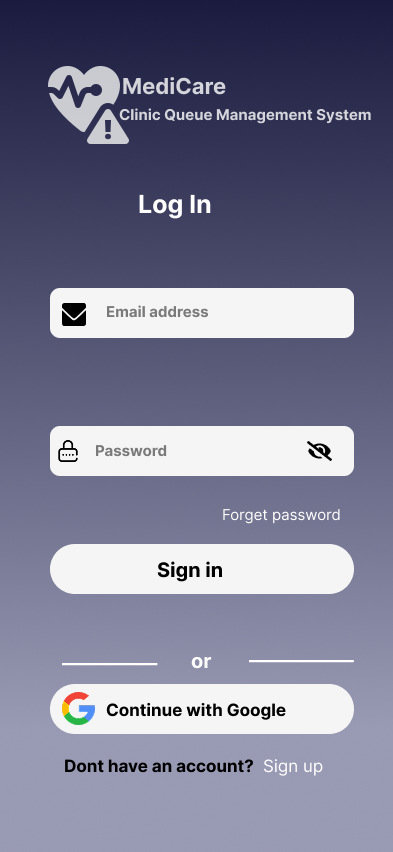 MediCare
Clinic Queue Management System
Log In
Email address
Password
Forget password
Sign in
or
Continue with Google
Dont have an account? Sign up